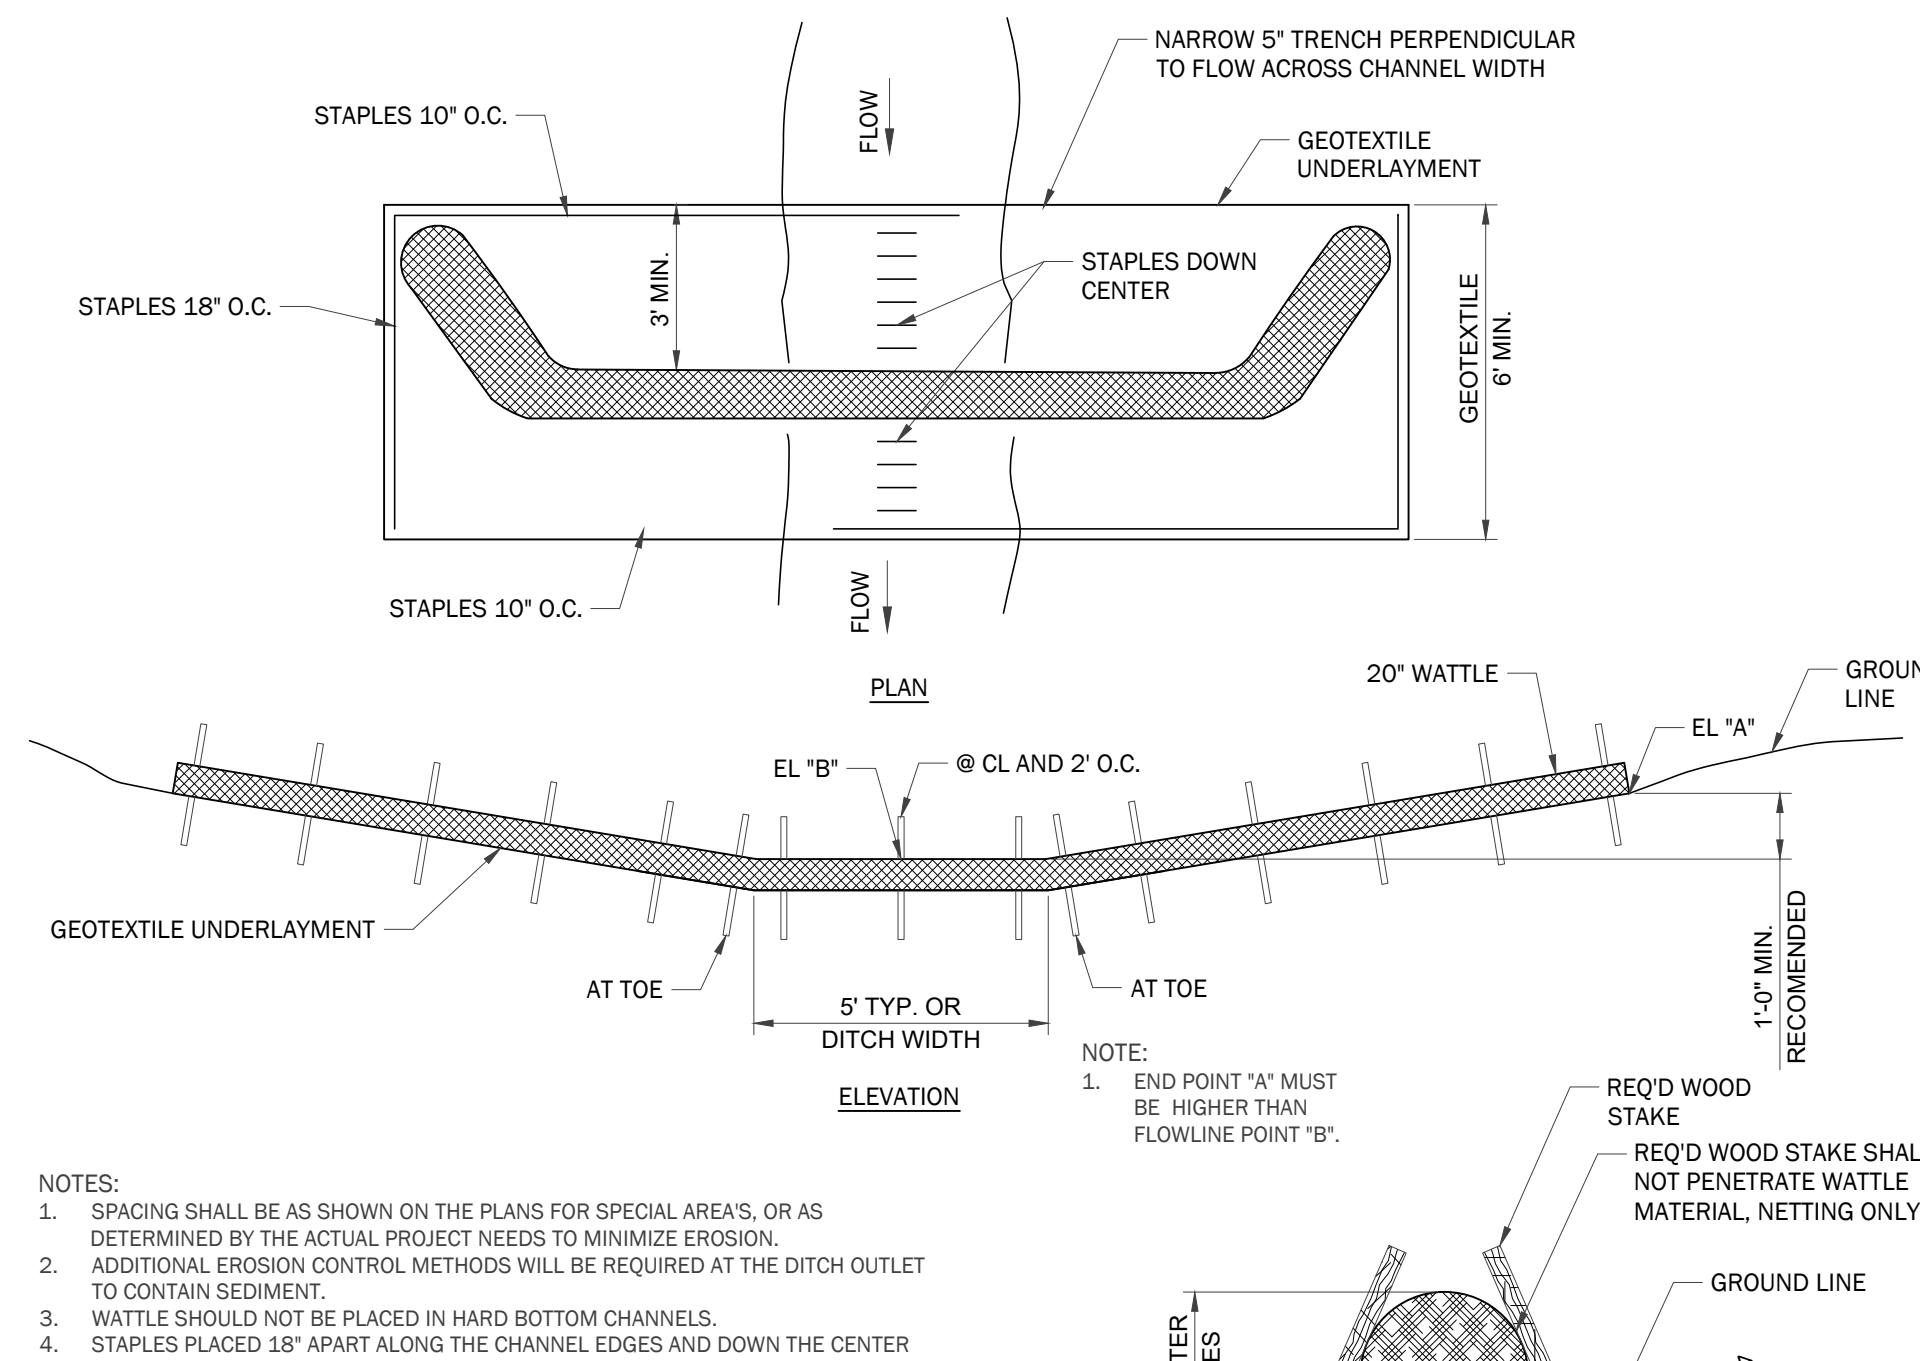 NARROW 5" TRENCH PERPENDICULAR
TO FLOW ACROSS CHANNEL WIDTH
STAPLES 10" O.C.
FLOW
GEOTEXTILE
UNDERLAYMENT
STAPLES DOWN
CENTER
3' MIN.
STAPLES 18" O.C.
GEOTEXTILE
6' MIN.
STAPLES 10" O.C.
FLOW
PLAN
20" WATTLE
GROUN
LINE
EL "A"
EL "B"
@ CL AND 2' O.C.
GEOTEXTILE UNDERLAYMENT
AT TOE
AT TOE
5' TYP. OR
DITCH WIDTH
1'-0" MIN.
RECOMENDED
ELEVATION
NOTE:
1. END POINT "A" MUST
BE HIGHER THAN
FLOWLINE POINT "B".
REQ'D WOOD
STAKE
REQ'D WOOD STAKE SHAL
NOT PENETRATE WATTLE
MATERIAL, NETTING ONLY
GROUND LINE
NOTES:
1. SPACING SHALL BE AS SHOWN ON THE PLANS FOR SPECIAL AREA'S, OR AS
DETERMINED BY THE ACTUAL PROJECT NEEDS TO MINIMIZE EROSION.
2. ADDITIONAL EROSION CONTROL METHODS WILL BE REQUIRED AT THE DITCH OUTLET
TO CONTAIN SEDIMENT.
3. WATTLE SHOULD NOT BE PLACED IN HARD BOTTOM CHANNELS.
4. STAPLES PLACED 18" APART ALONG THE CHANNEL EDGES AND DOWN THE CENTER
TER
ES